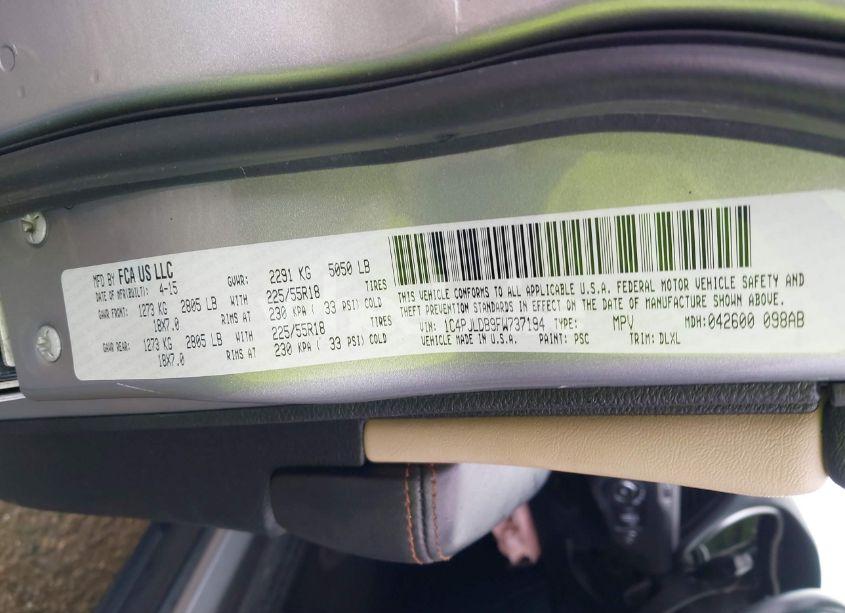 MFD BY FCA US LLC
DATE OF MFR(BUILT): 4-15 GVWR: 2291 KG 5050 LB
GAWR FRONT: 1273 KG 2805 LB WITH 225/55R18 TIRES
18X7.0 RIMS AT 230 KPA ( 33 PSI) COLD
GAWR REAR: 1273 KG 2805 LB WITH 225/55R18 TIRES
18X7.0 RIMS AT 230 KPA ( 33 PSI) COLD
THIS VEHICLE CONFORMS TO ALL APPLICABLE U.S.A. FEDERAL MOTOR VEHICLE SAFETY AND
THEFT PREVENTION STANDARDS IN EFFECT ON THE DATE OF MANUFACTURE SHOWN ABOVE.
VIN: 1C4PJLDB9FW737194 TYPE: MPV MDH: 042600 098AB
VEHICLE MADE IN U.S.A. PAINT: PSC TRIM: DLXL